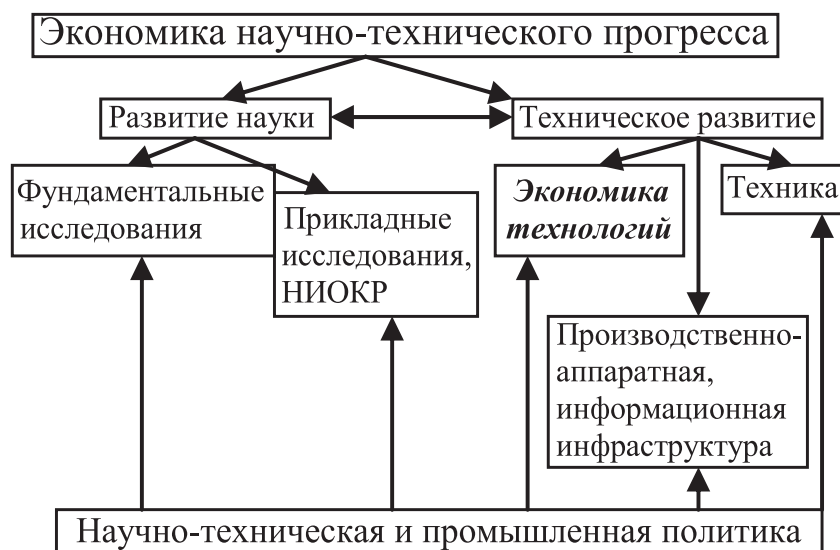 Экономика научно-технического прогресса
Развитие науки
Техническое развитие
Фундаментальные
исследования
Прикладные
исследования,
НИОКР
Экономика
технологий
Техника
Производственно-
аппаратная,
информационная
инфраструктура
Научно-техническая и промышленная политика